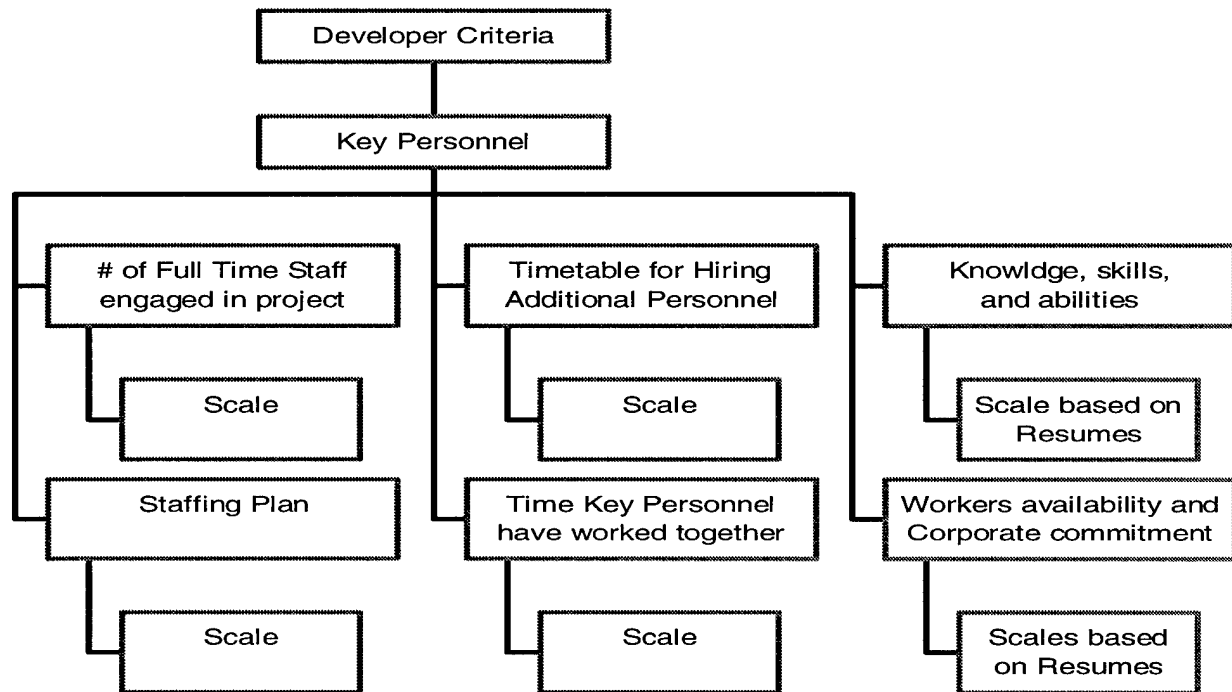 Developer Criteria
Key Personnel
# of Full Time Staff
engaged in project
Timetable for Hiring
Additional Personnel
Knowldge, skills,
and abilities
Scale
Scale
Scale based on
Resumes
Staffing Plan
Time Key Personnel
have worked together
Workers availability and
Corporate commitment
Scale
Scale
Scales based
on Resumes